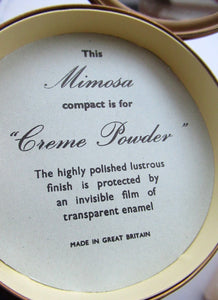 This
Mimosa
compact is for
"Creme Powder"
The highly polished lustrous
finish is protected by
an invisible film of
transparent enamel
MADE IN GREAT BRITAIN